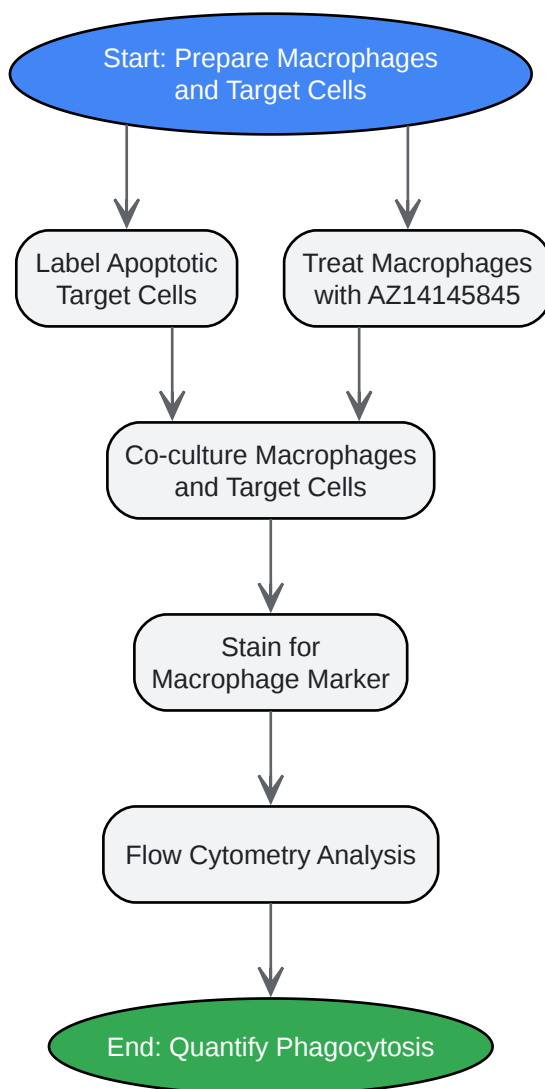 Start: Prepare Macrophages
and Target Cells
Label Apoptotic
Target Cells
Treat Macrophages
with AZ14145845
Co-culture Macrophages
and Target Cells
Stain for
Macrophage Marker
Flow Cytometry Analysis
End: Quantify Phagocytosis